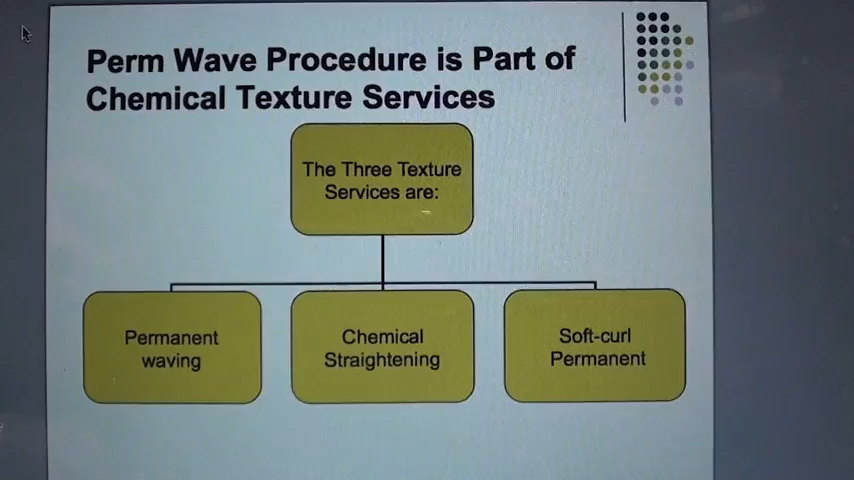 Perm Wave Procedure is Part of
Chemical Texture Services
The Three Texture
Services are:
Permanent
waving
Chemical
Straightening
Soft-curl
Permanent